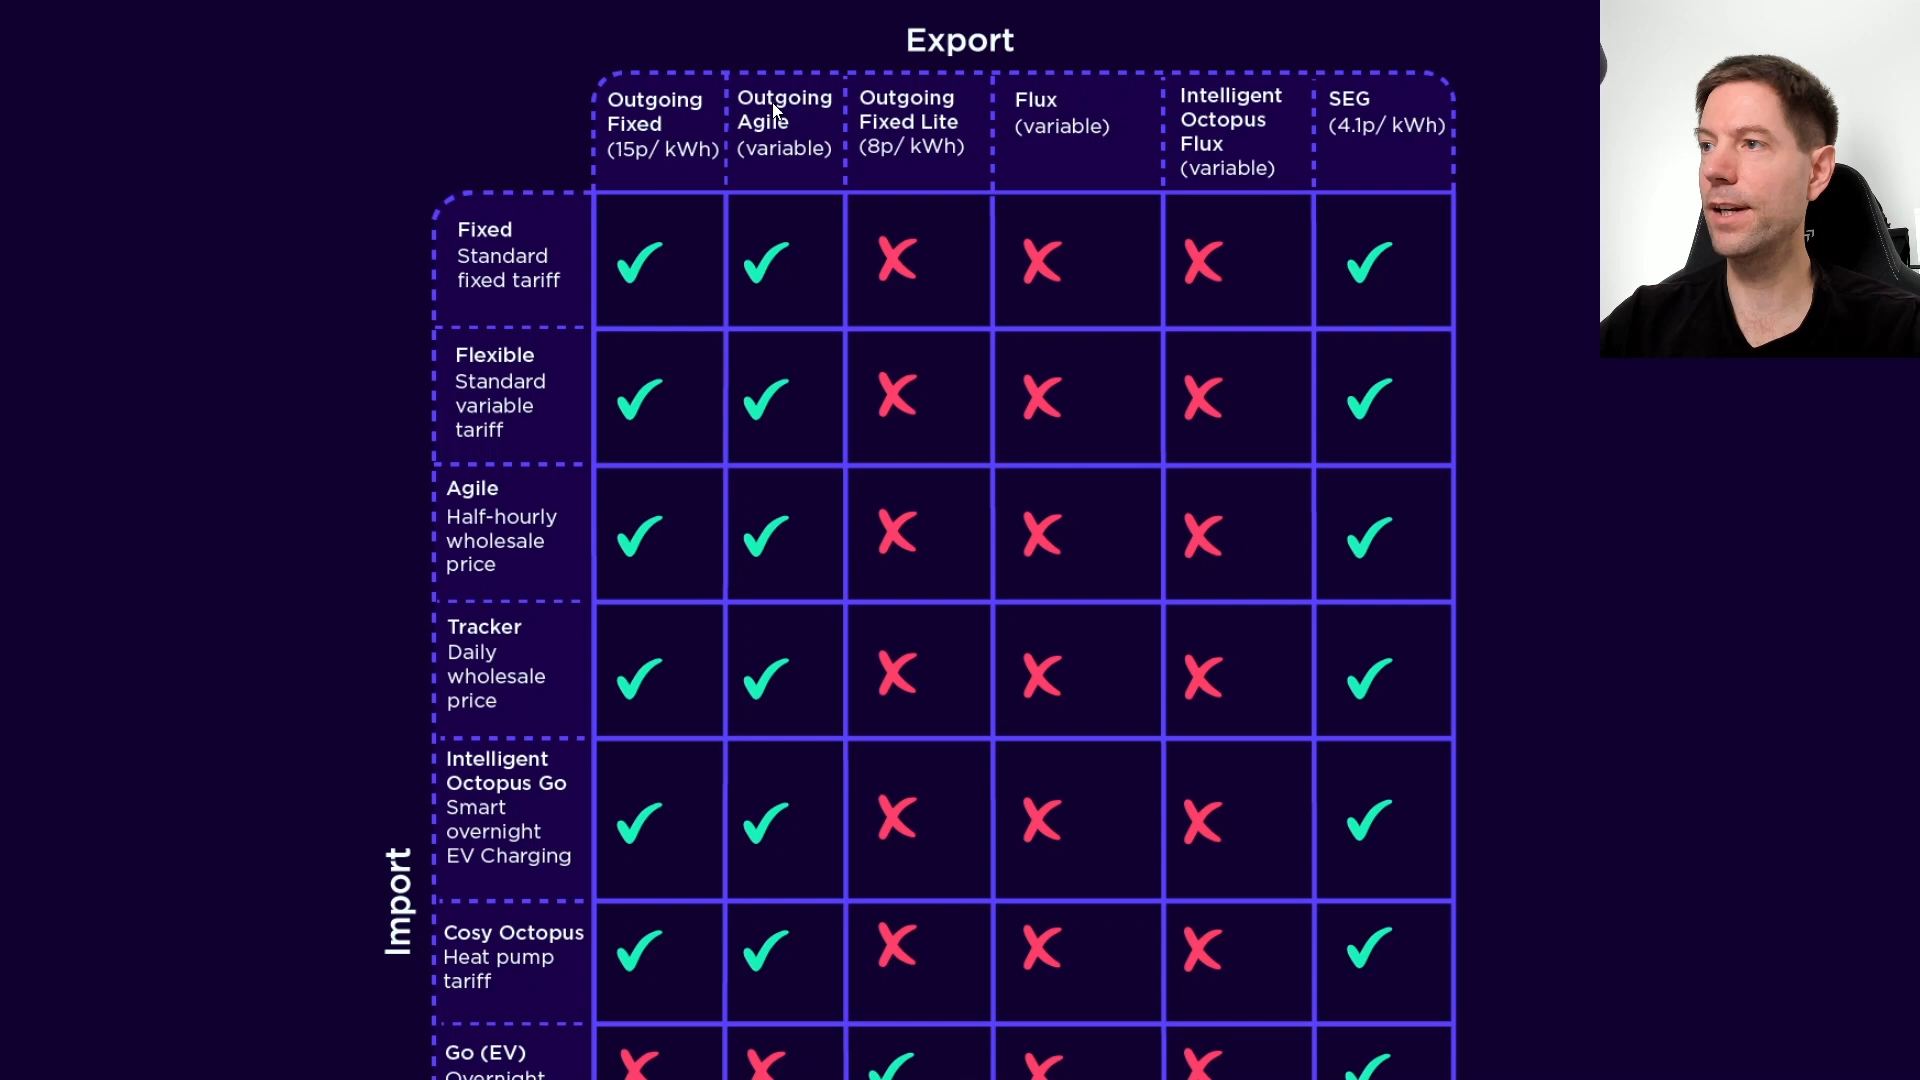 Export
Outgoing
Fixed
(15p/ kWh)
Outgoing
Agile
(variable)
Outgoing
Fixed Lite
(8p/ kWh)
Flux
(variable)
Intelligent
Octopus
Flux
(variable)
SEG
(4.1p/ kWh)
Import
Fixed
Standard
fixed tariff
Flexible
Standard
variable
tariff
Agile
Half-hourly
wholesale
price
Tracker
Daily
wholesale
price
Intelligent
Octopus Go
Smart
overnight
EV Charging
Cosy Octopus
Heat pump
tariff
Go (EV)
Overnight